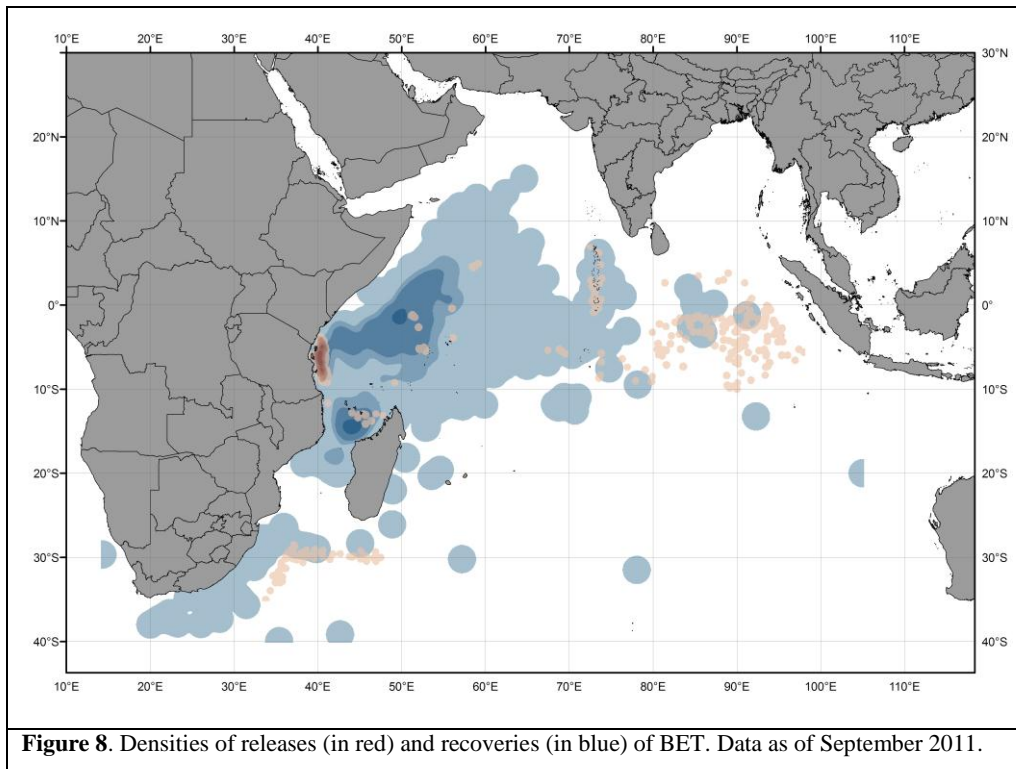 10°E 20°E 30°E 40°E 50°E 60°E 70°E 80°E 90°E 100°E 110°E
30°N
20°N 20°N
10°N 10°N
0° 0°
10°S 10°S
20°S 20°S
30°S 30°S
40°S 40°S
10°E 20°E 30°E 40°E 50°E 60°E 70°E 80°E 90°E 100°E 110°E
Figure 8. Densities of releases (in red) and recoveries (in blue) of BET. Data as of September 2011.